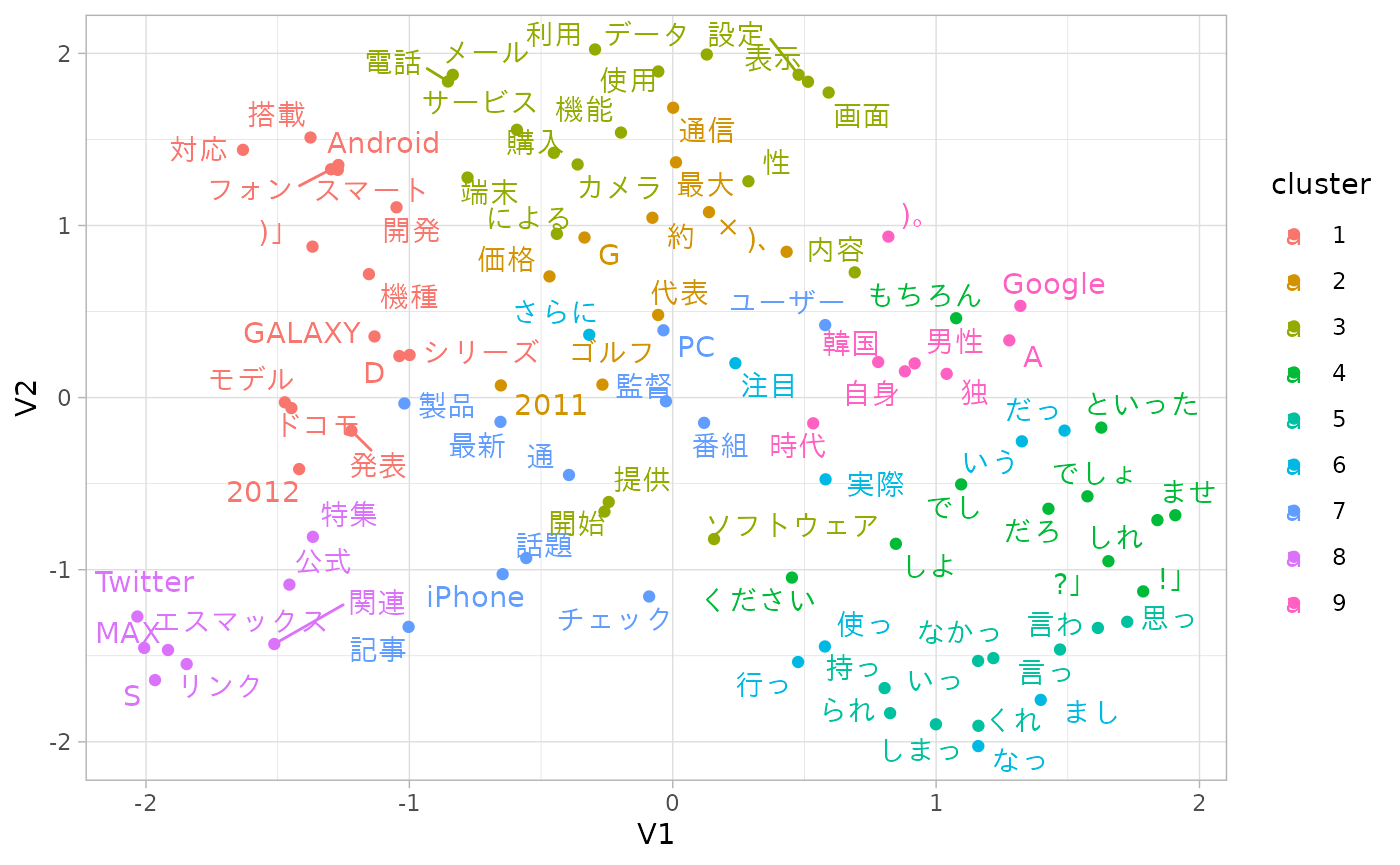 利用 データ 設定
電話 メール 表示
使用
サービス 機能 画面
搭載 通信
対応 Android 購入 性
フォン スマート 端末 カメラ 最大
)」 開発 による 約 × )、 )。
価格 G 内容
機種 代表 ユーザー もちろん Google
さらに
GALAXY シリーズ ゴルフ PC 韓国 男性 A
モデル D 監督 注目 自身 独
製品 2011 だっ といった
ドコモ 最新 通 番組 時代 いう
発表 実際 でしょ
2012 提供 でし ませ
特集 開始 ソフトウェア だろ しれ
公式 話題 しよ
Twitter iPhone ください ?」 !」
関連
MAX エスマックス チェック 使っ なかっ 言わ 思っ
記事 持っ 言っ
S リンク 行っ いっ
られ くれ まし
しまっ なっ
2
1
0
-1
-2
-2 -1 0 1 2
V1
V2
cluster
a 1
a 2
a 3
a 4
a 5
a 6
a 7
a 8
a 9